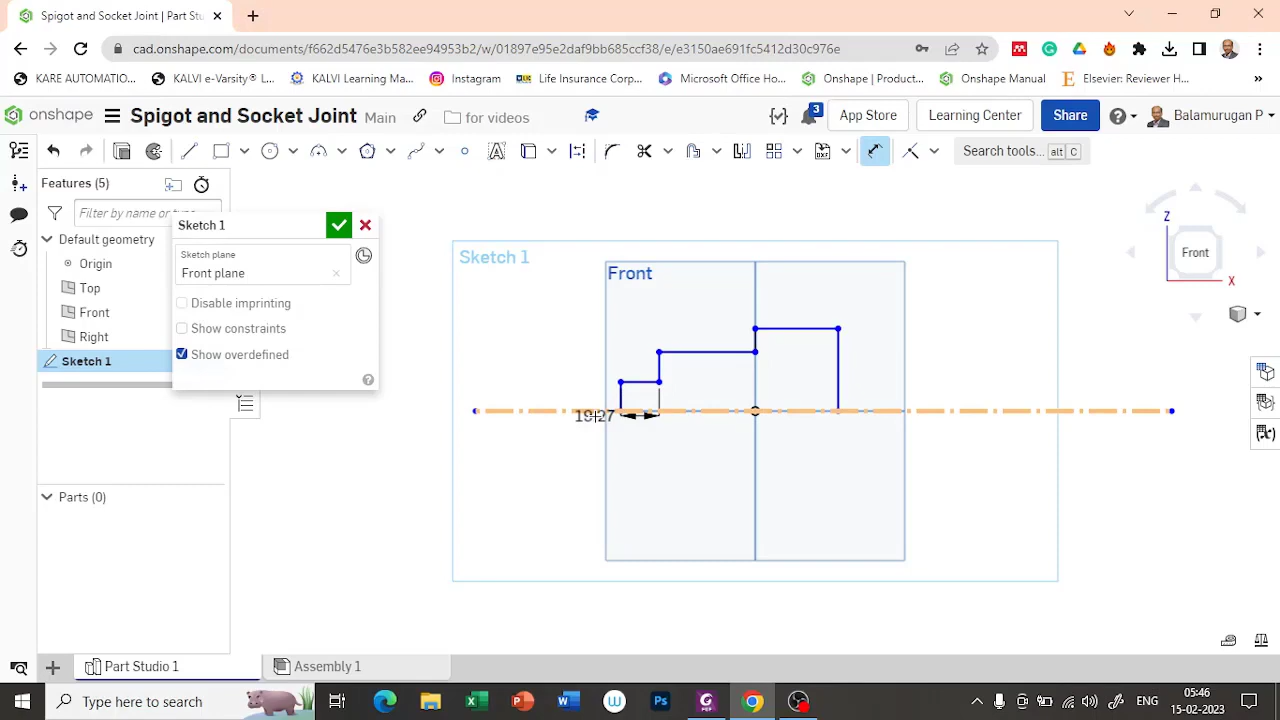 Spigot and Socket Joint | Part Stu
cad.onshape.com/documents/f662d5476e3b582ee94953b2/w/01897e95e2daf9bb685ccf38/e/e3150ae691fc5412d30c976e
KARE AUTOMATIO...
KALVI e-Varsity® L...
KALVI Learning Ma...
Instagram
Life Insurance Corp...
Microsoft Office Ho...
Onshape | Product...
Onshape Manual
Elsevier: Reviewer H...
»
onshape
Spigot and Socket Joint
Main
for videos
3
App Store
Learning Center
Share
Balamurugan P
Search tools...
alt
C
Features (5)
Filter by name or type...
Default geometry
Origin
Top
Front
Right
Sketch 1
Parts (0)
Sketch 1
Sketch plane
Front plane
Disable imprinting
Show constraints
Show overdefined
Sketch 1
Front
Z
Front
X
Part Studio 1
Assembly 1
Type here to search
ENG
05:46
15-02-2023